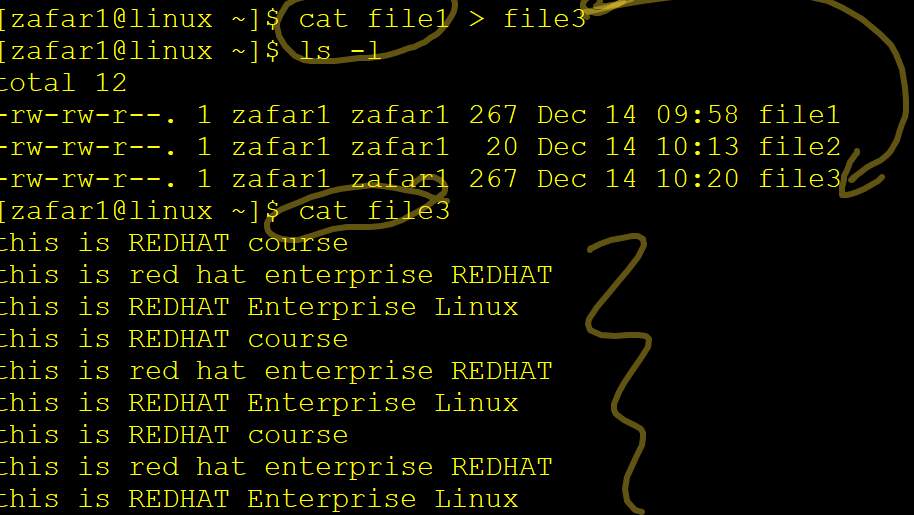 [zafar1@linux ~]$ cat file1 > file3
[zafar1@linux ~]$ ls -l
total 12
-rw-rw-r--. 1 zafar1 zafar1 267 Dec 14 09:58 file1
-rw-rw-r--. 1 zafar1 zafar1  20 Dec 14 10:13 file2
-rw-rw-r--. 1 zafar1 zafar1 267 Dec 14 10:20 file3
[zafar1@linux ~]$ cat file3
this is REDHAT course
this is red hat enterprise REDHAT
this is REDHAT Enterprise Linux
this is REDHAT course
this is red hat enterprise REDHAT
this is REDHAT Enterprise Linux
this is REDHAT course
this is red hat enterprise REDHAT
this is REDHAT Enterprise Linux